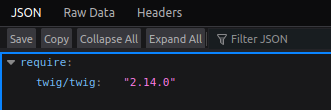 JSON Raw Data Headers
Save Copy Collapse All Expand All Filter JSON
require:
twig/twig: "2.14.0"